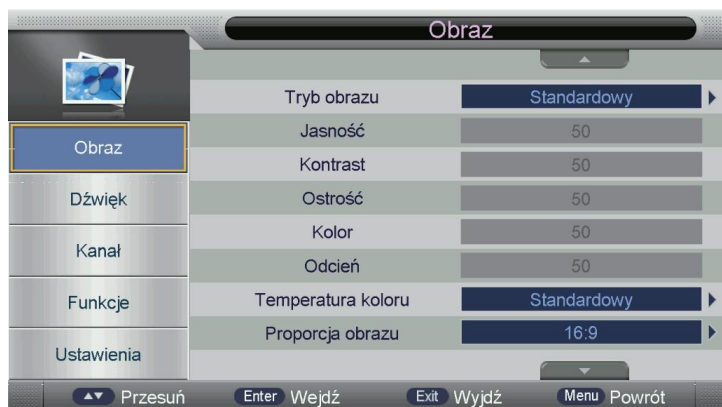 Obraz
Tryb obrazu Standardowy
Jasność 50
Kontrast 50
Ostrość 50
Kolor 50
Odcień 50
Temperatura koloru Standardowy
Proporcja obrazu 16:9
Obraz
Dźwięk
Kanał
Funkcje
Ustawienia
Przesuń Enter Wejdź Exit Wyjdź Menu Powrót